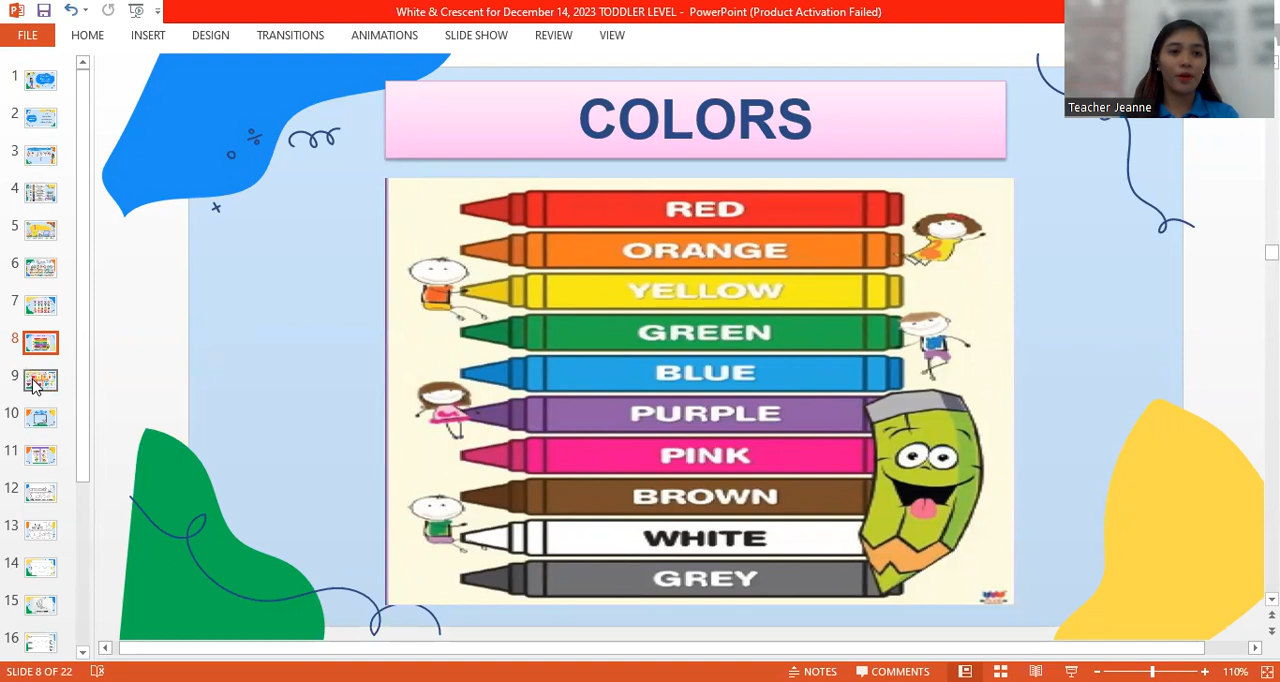 White & Crescent for December 14, 2023 TODDLER LEVEL - PowerPoint (Product Activation Failed)
FILE HOME INSERT DESIGN TRANSITIONS ANIMATIONS SLIDE SHOW REVIEW VIEW
Teacher Jeanne
1
2
3
4
5
6
7
8
9
10
11
12
13
14
15
16
COLORS
RED
ORANGE
YELLOW
GREEN
BLUE
PURPLE
PINK
BROWN
WHITE
GREY
SLIDE 8 OF 22 NOTES COMMENTS 110%